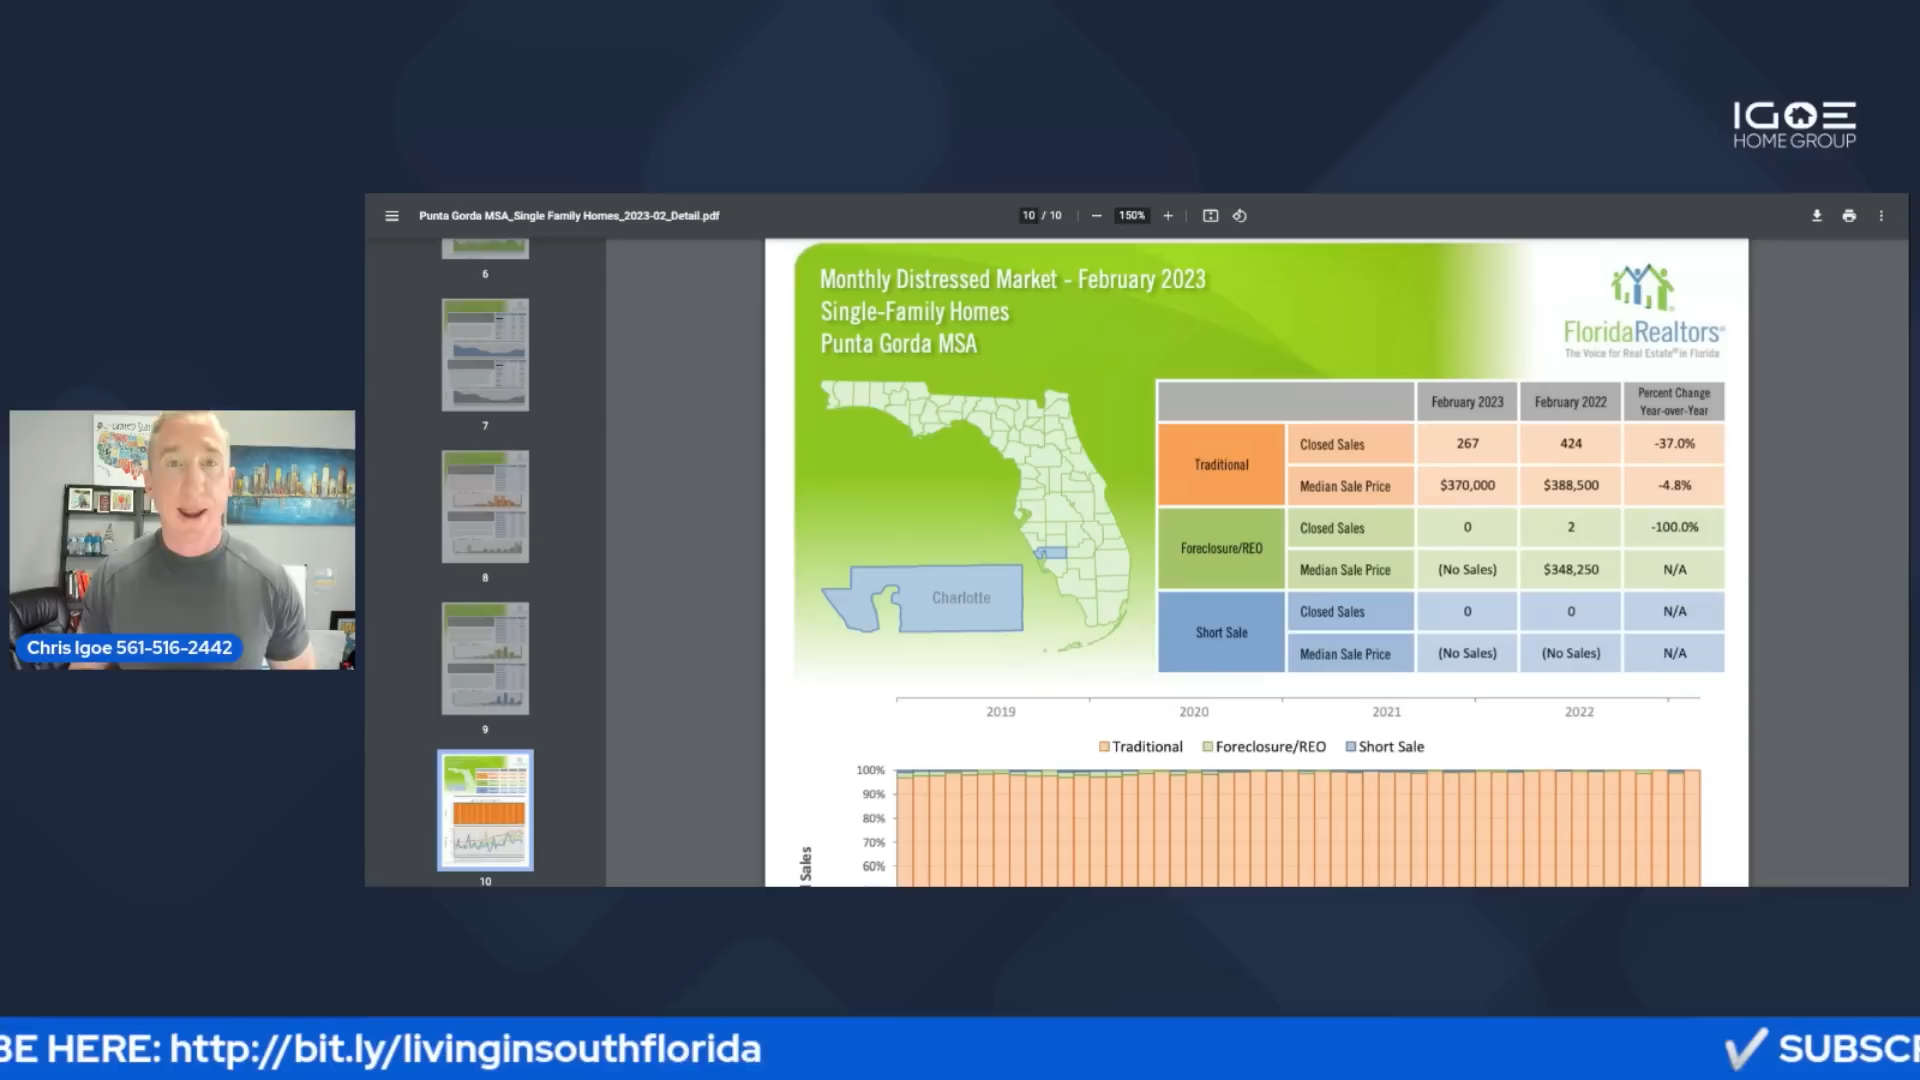 IGOE
HOME GROUP
Punta Gorda MSA_Single Family Homes_2023-02_Detail.pdf
10 / 10
150%
6
7
8
9
10
Monthly Distressed Market - February 2023
Single-Family Homes
Punta Gorda MSA
FloridaRealtors®
The Voice for Real Estate® in Florida
Charlotte
February 2023 February 2022 Percent Change Year-over-Year
Traditional
Closed Sales 267 424 -37.0%
Median Sale Price $370,000 $388,500 -4.8%
Foreclosure/REO
Closed Sales 0 2 -100.0%
Median Sale Price (No Sales) $348,250 N/A
Short Sale
Closed Sales 0 0 N/A
Median Sale Price (No Sales) (No Sales) N/A
2019 2020 2021 2022
Traditional Foreclosure/REO Short Sale
100%
90%
80%
70%
60%
Sales
Chris Igoe 561-516-2442
BE HERE: http://bit.ly/livinginsouthflorida
SUBSC